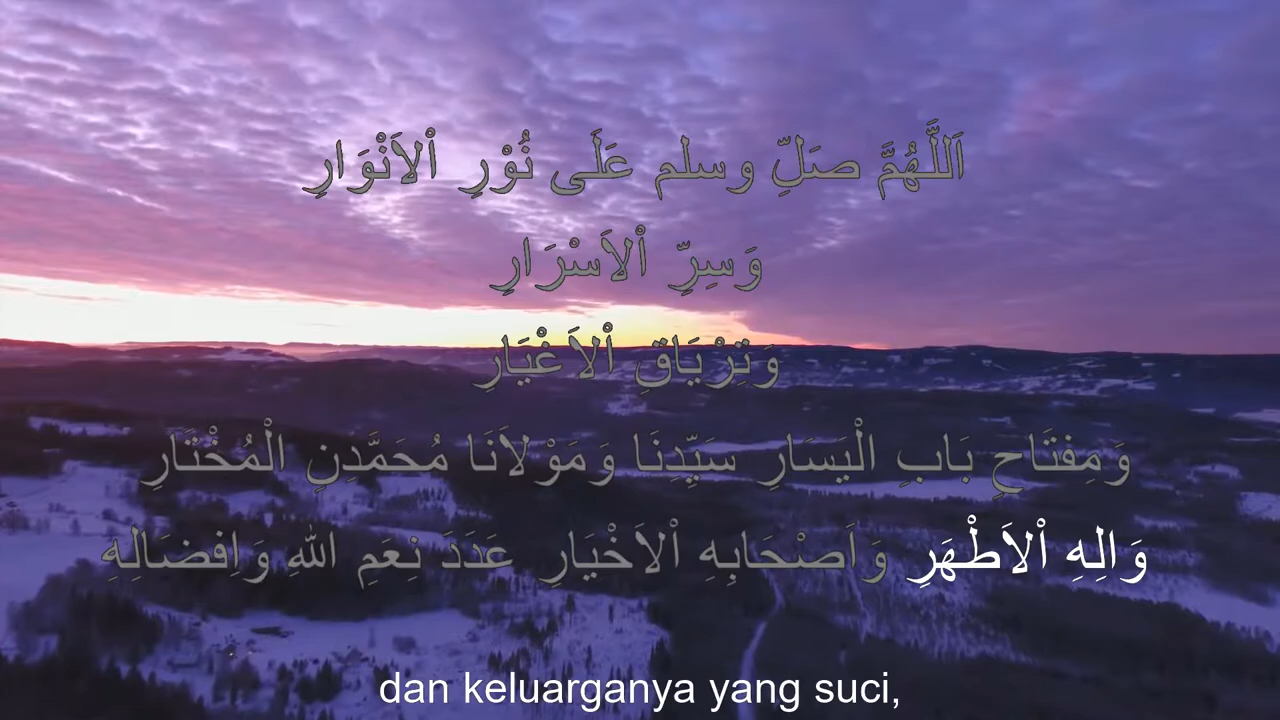 اَللَّهُمَّ صَلِّ وسلم عَلَى نُوْرِ اْلاَنْوَارِ
وَسِرِّ اْلاَسْرَارِ
وَتِرْيَاقِ اْلاَغْيَارِ
وَمِفتَاحِ بَابِ الْيَسَارِ سَيِّدِنَا وَمَوْلاَنَا مُحَمَّدِنِ الْمُخْتَارِ
وَالِهِ اْلاَطْهَرِ وَاَصْحَابِهِ اْلاَخْيَارِ عَدَدَ نِعَمِ اللهِ وَاِفضَالِهِ
dan keluarganya yang suci,